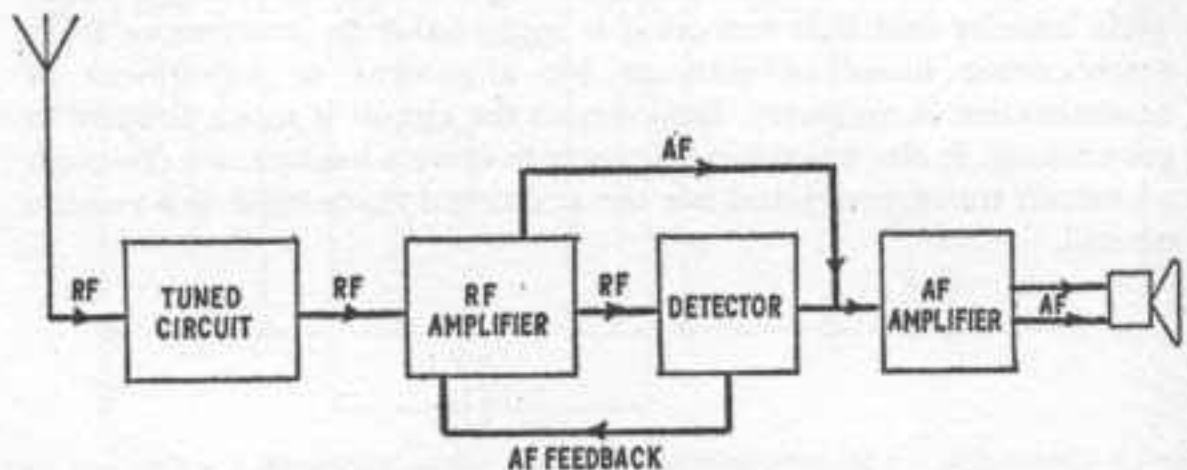 AF
RF
TUNED
CIRCUIT
RF
RF
AMPLIFIER
RF
DETECTOR
AF
AMPLIFIER
AF
AF FEEDBACK